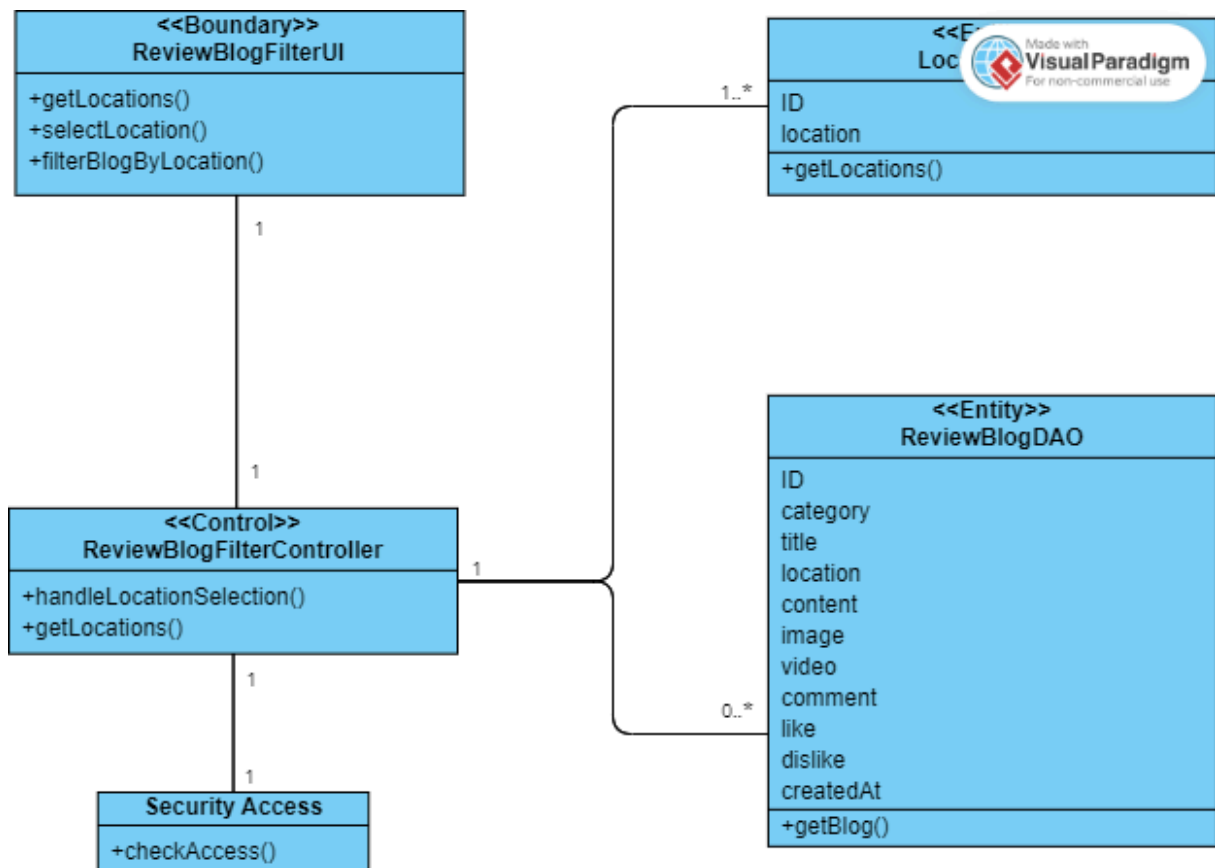 <<Boundary>>
ReviewBlogFilterUI
+getLocations()
+selectLocation()
+filterBlogByLocation()
1
1
<<Control>>
ReviewBlogFilterController
+handleLocationSelection()
+getLocations()
1
1
1
Security Access
+checkAccess()
Made with
Visual Paradigm
For non-commercial use
1..*
ID
location
+getLocations()
<<Entity>>
ReviewBlogDAO
ID
category
title
location
content
image
video
comment
like
dislike
createdAt
+getBlog()
0..*